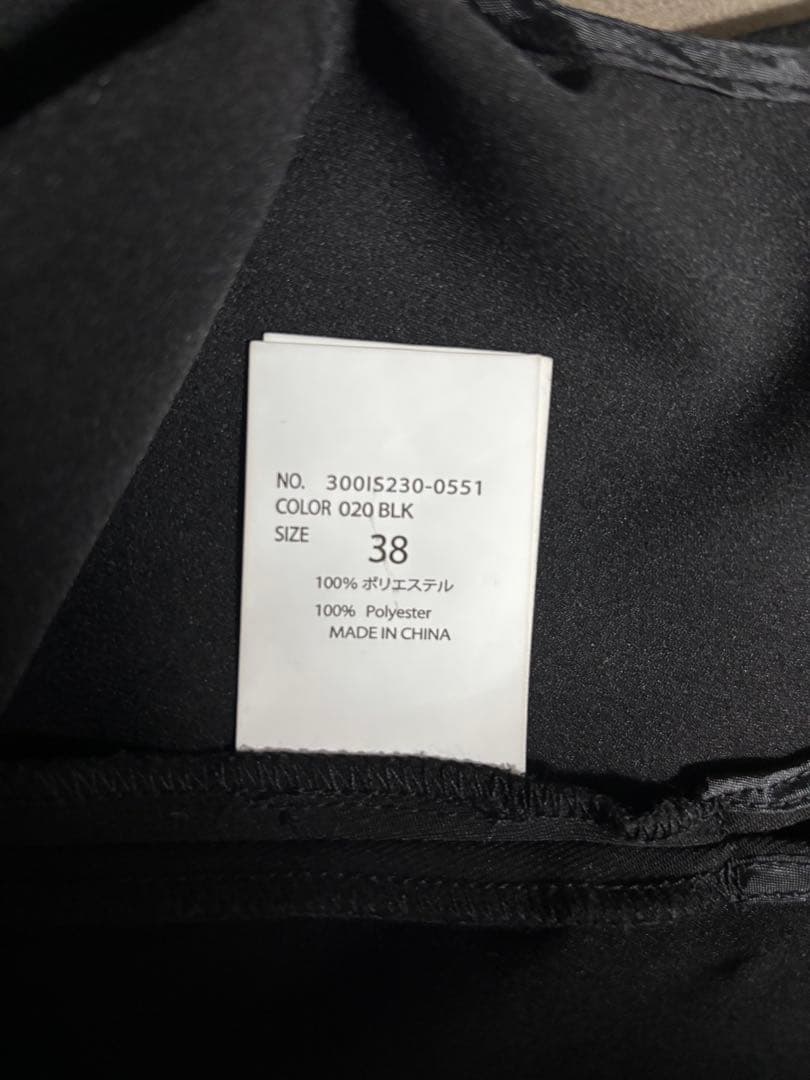 NO. 300IS230-0551
COLOR 020 BLK
SIZE 38
100% ポリエステル
100% Polyester
MADE IN CHINA